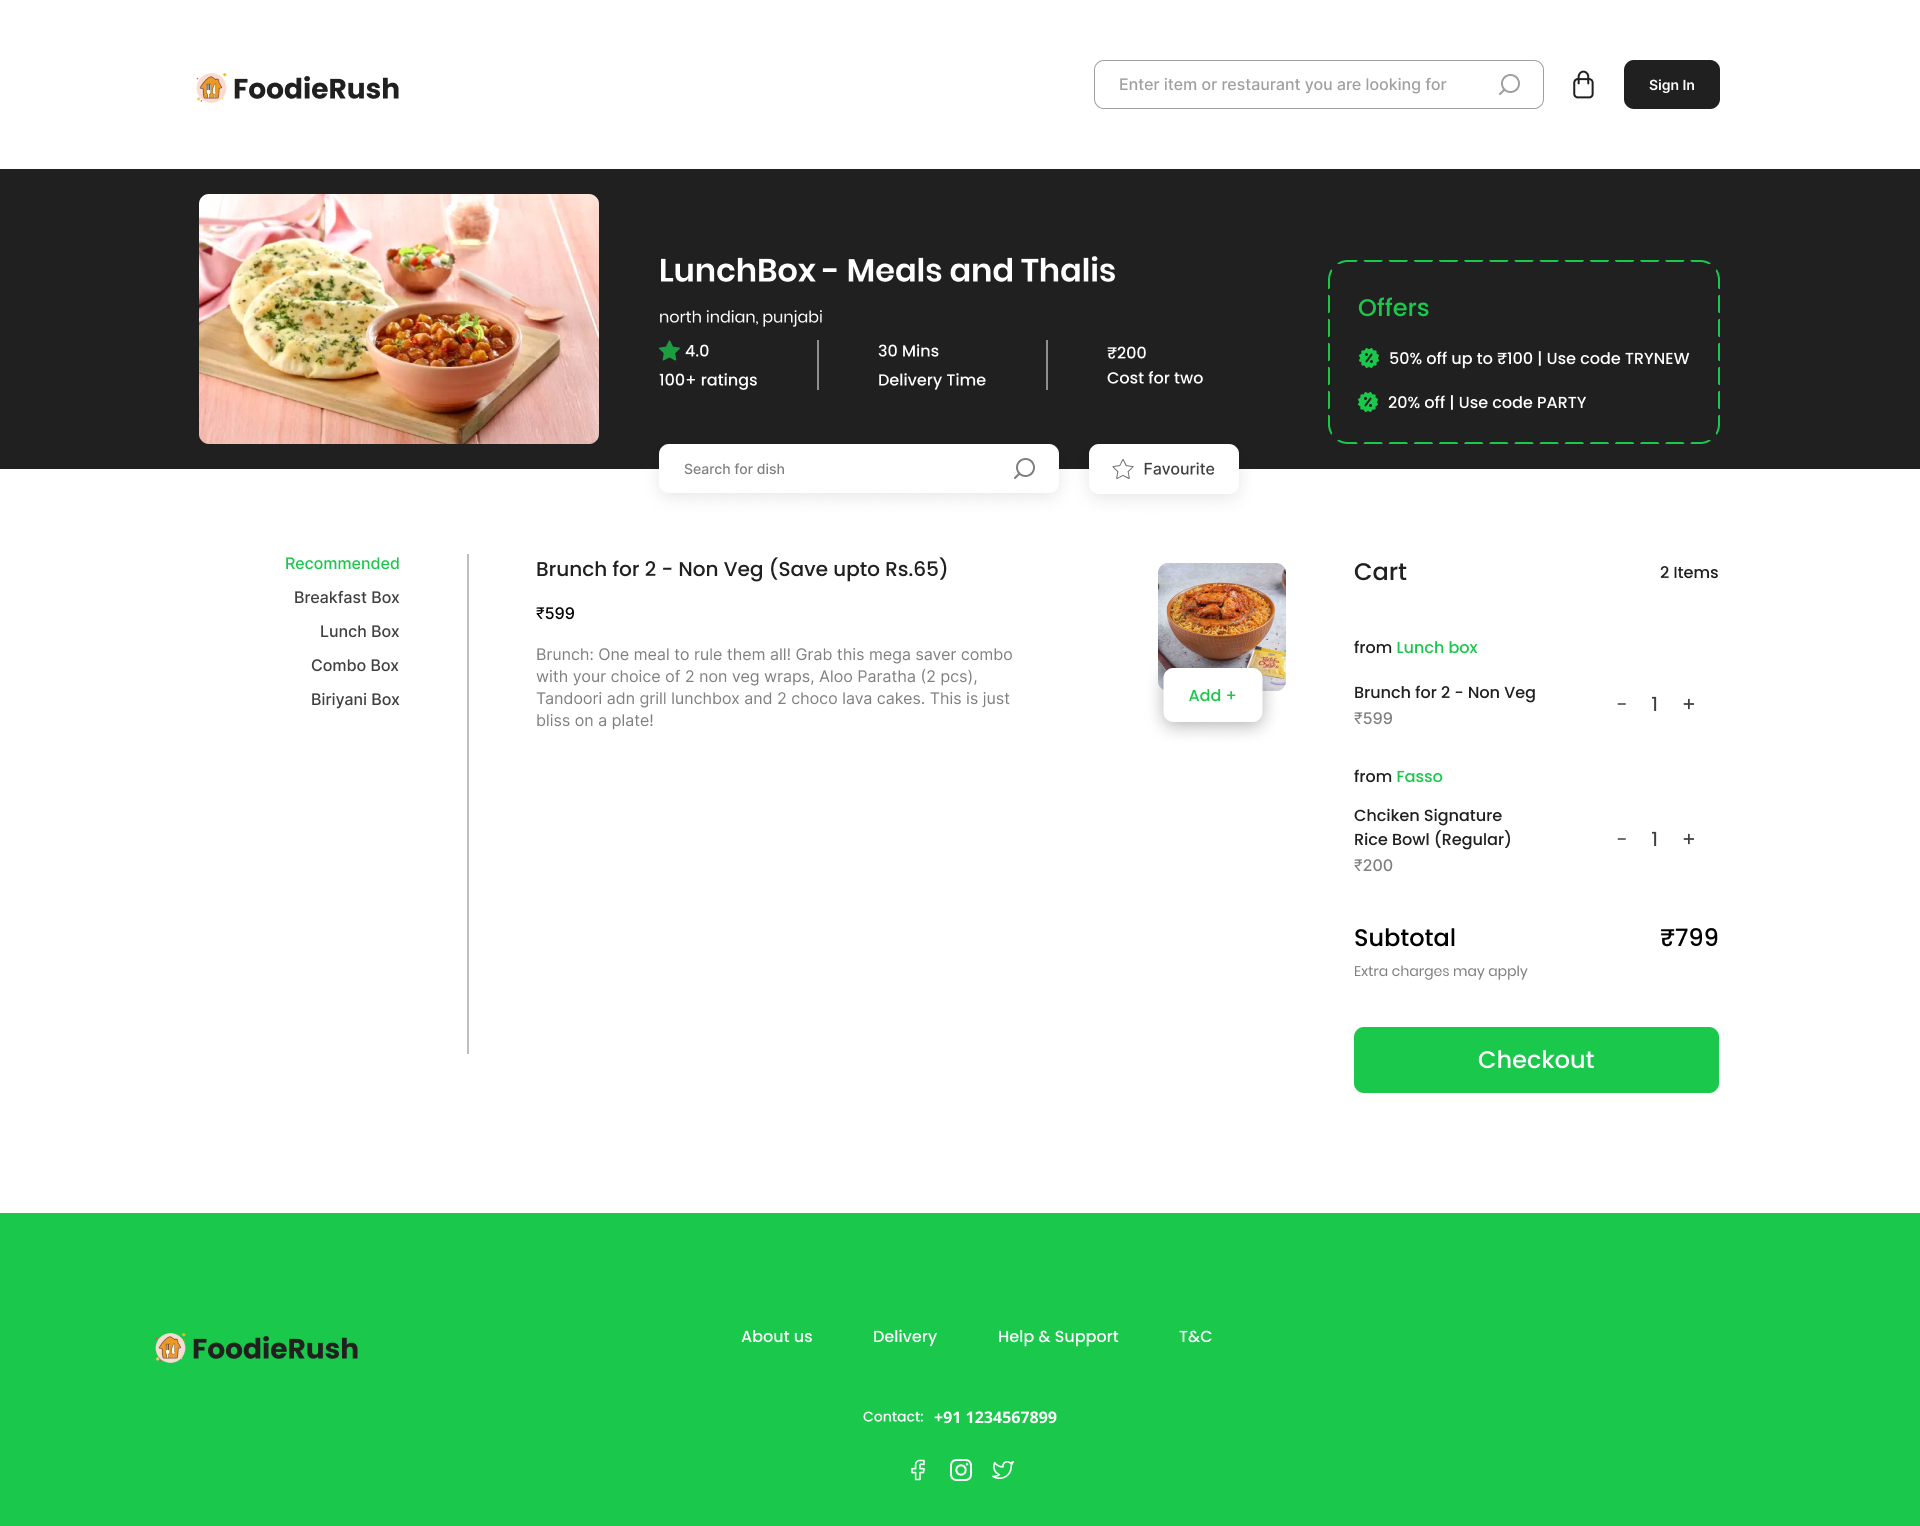 FoodieRush
Enter item or restaurant you are looking for
Sign In
LunchBox - Meals and Thalis
north indian, punjabi
4.0
100+ ratings
30 Mins
Delivery Time
₹200
Cost for two
Offers
50% off up to ₹100 | Use code TRYNEW
20% off | Use code PARTY
Search for dish
Favourite
Recommended
Breakfast Box
Lunch Box
Combo Box
Biriyani Box
Brunch for 2 - Non Veg (Save upto Rs.65)
₹599
Brunch: One meal to rule them all! Grab this mega saver combo
with your choice of 2 non veg wraps, Aloo Paratha (2 pcs),
Tandoori adn grill lunchbox and 2 choco lava cakes. This is just
bliss on a plate!
Add +
Cart
2 Items
from Lunch box
Brunch for 2 - Non Veg
₹599
- 1 +
from Fasso
Chciken Signature
Rice Bowl (Regular)
₹200
- 1 +
Subtotal
₹799
Extra charges may apply
Checkout
FoodieRush
About us
Delivery
Help & Support
T&C
Contact: +91 1234567899